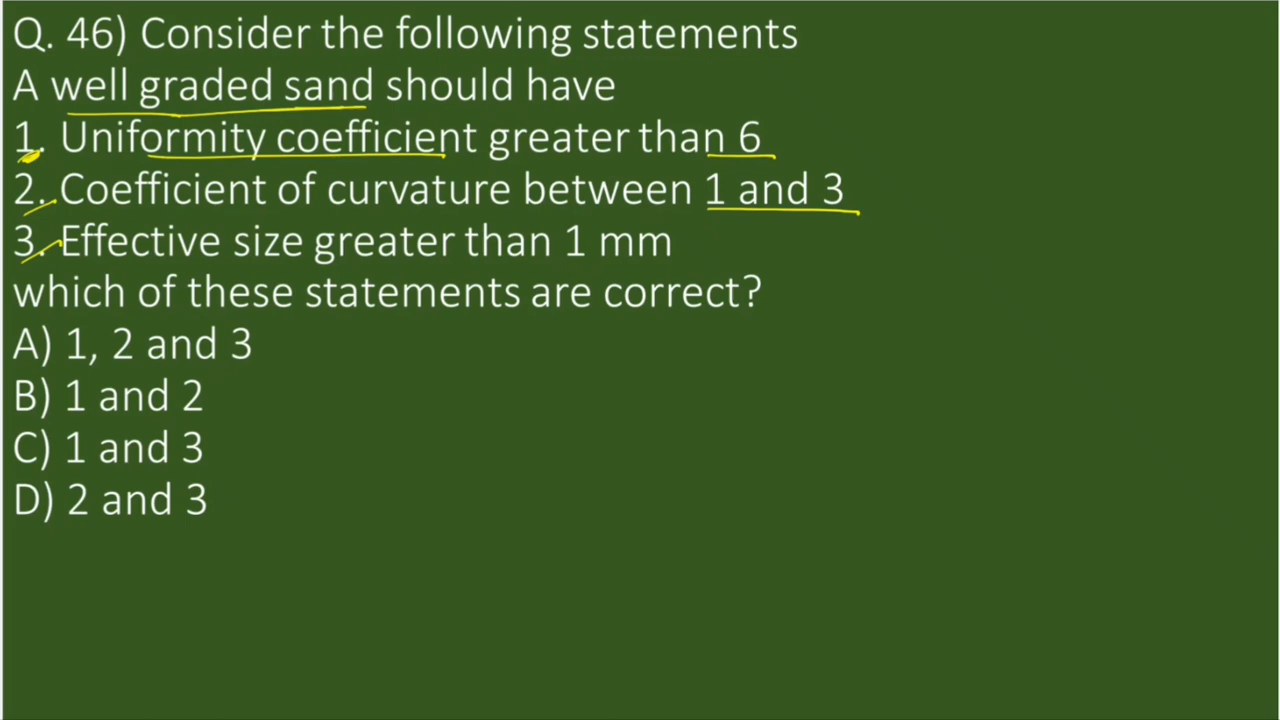 Q. 46) Consider the following statements
A well graded sand should have
1. Uniformity coefficient greater than 6
2. Coefficient of curvature between 1 and 3
3. Effective size greater than 1 mm
which of these statements are correct?
A) 1, 2 and 3
B) 1 and 2
C) 1 and 3
D) 2 and 3